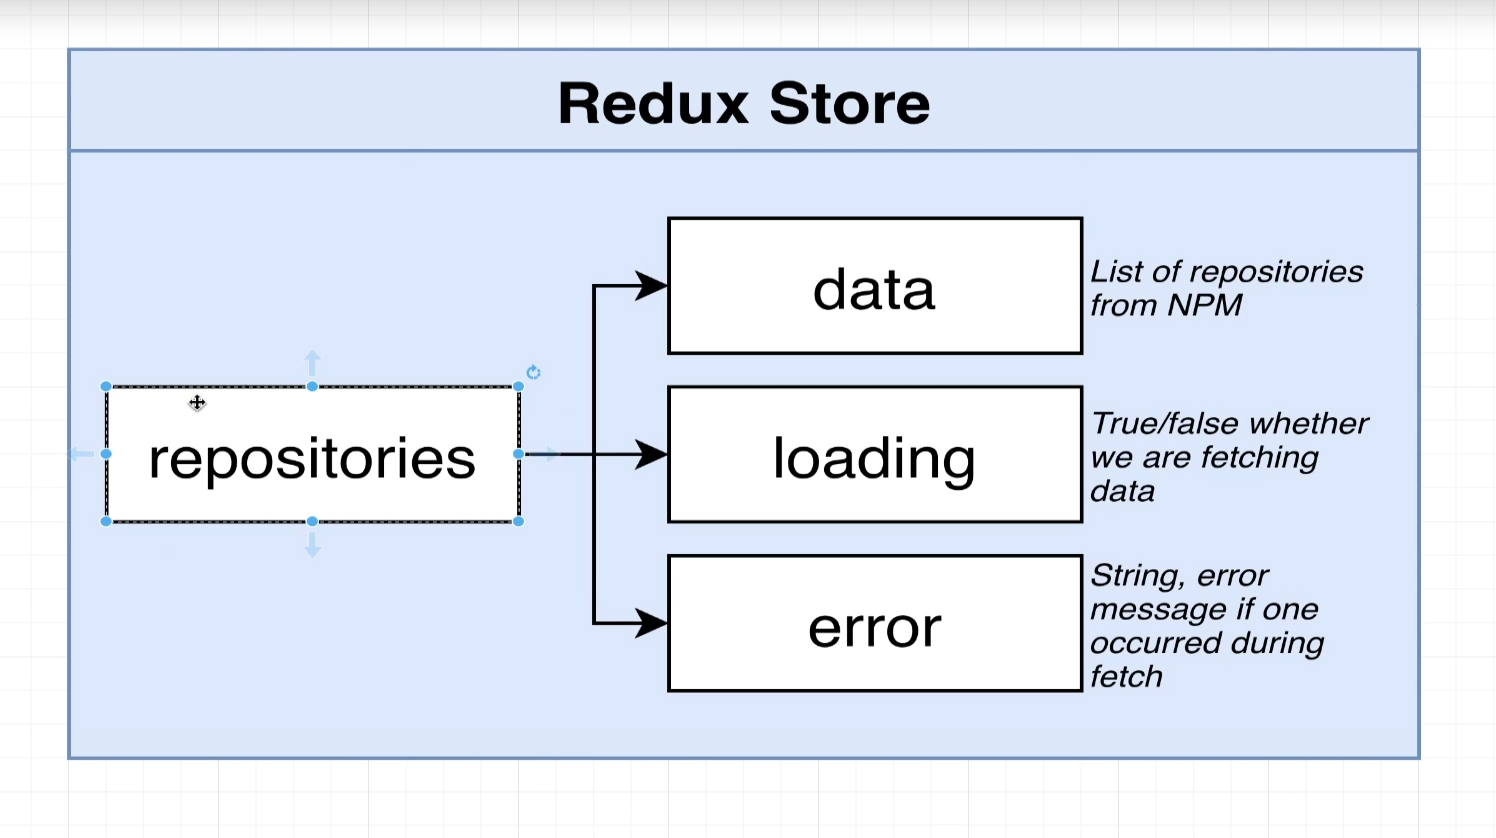 Redux Store
repositories
data
List of repositories
from NPM
loading
True/false whether
we are fetching
data
error
String, error
message if one
occurred during
fetch